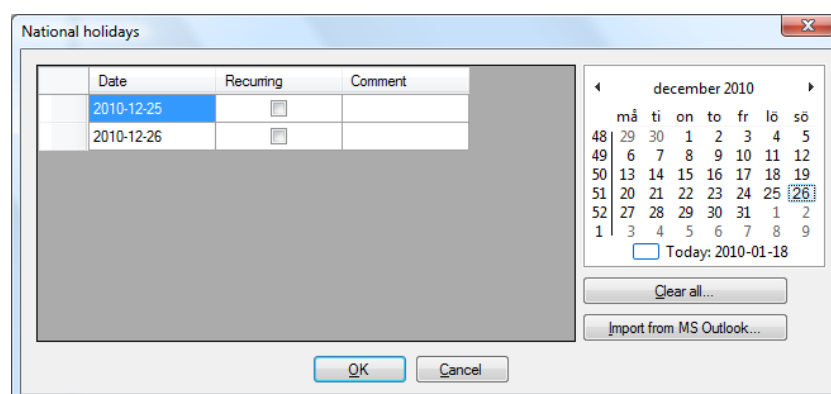 National holidays
Date Recurring Comment
2010-12-25
2010-12-26
december 2010
må ti on to fr lö sö
48 29 30 1 2 3 4 5
49 6 7 8 9 10 11 12
50 13 14 15 16 17 18 19
51 20 21 22 23 24 25 26
52 27 28 29 30 31 1 2
1 3 4 5 6 7 8 9
Today: 2010-01-18
Clear all...
Import from MS Outlook...
OK Cancel